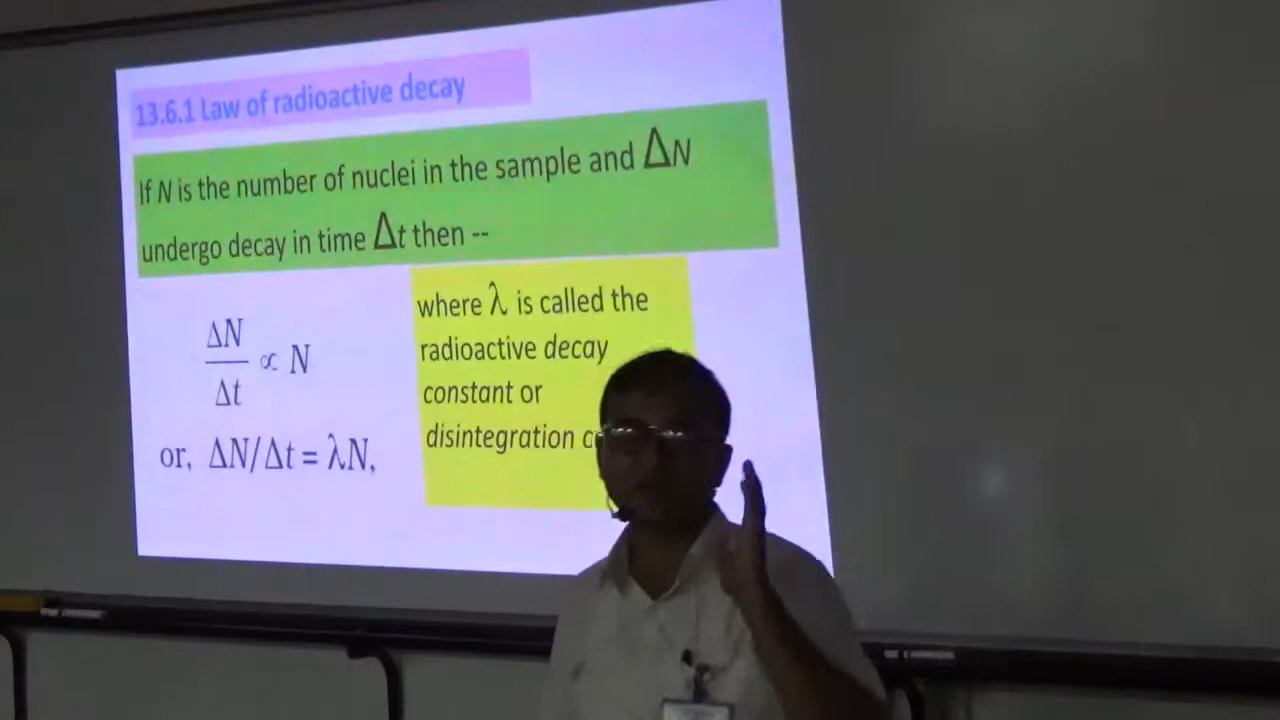 13.6.1 Law of radioactive decay
If N is the number of nuclei in the sample and ΔN
undergo decay in time Δt then --
ΔN
Δt
∝ N
or, ΔN/Δt = λN,
where λ is called the
radioactive decay
constant or
disintegration